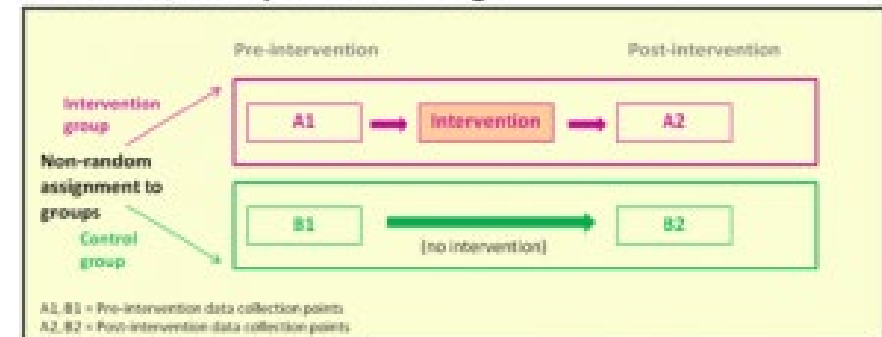 Pre-intervention
Post-intervention
Intervention
group
A1
Intervention
A2
Non-random
assignment to
groups
Control
group
B1
(no intervention)
B2
A1, B1 = Pre-intervention data collection points
A2, B2 = Post-intervention data collection points